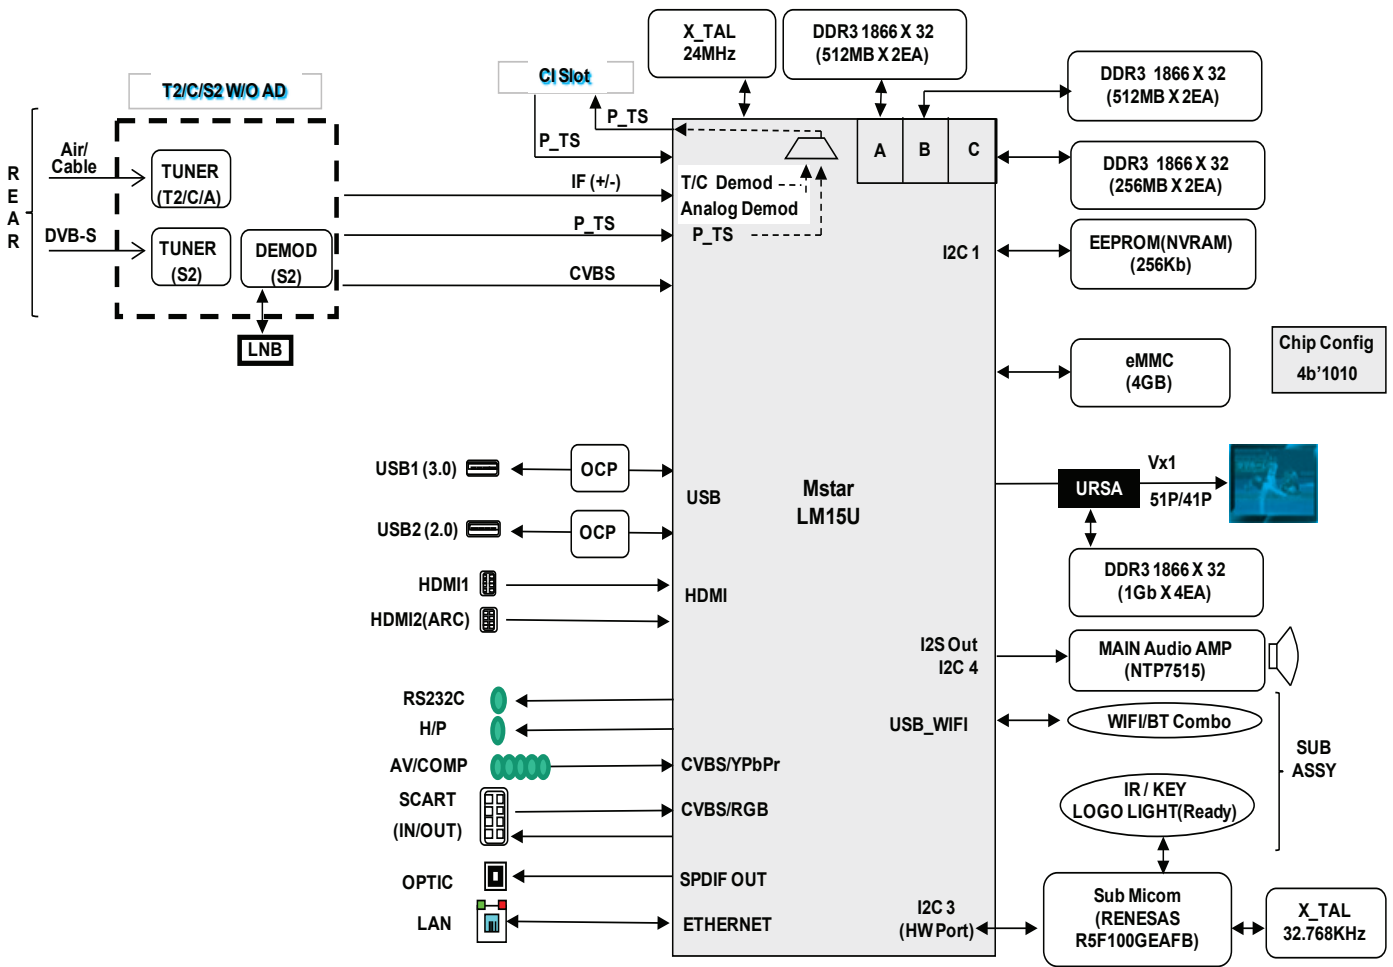 X_TAL
24MHz
DDR3 1866 X 32
(512MB X 2EA)
CI Slot
DDR3 1866 X 32
(512MB X 2EA)
T2/C/S2 W/O AD
P_TS
P_TS
A
B
C
DDR3 1866 X 32
(256MB X 2EA)
R
E
A
R
Air/
Cable
TUNER
(T2/C/A)
IF (+/-)
T/C Demod
Analog Demod
P_TS
P_TS
DVB-S
TUNER
(S2)
DEMOD
(S2)
CVBS
LNB
I2C 1
EEPROM(NVRAM)
(256Kb)
eMMC
(4GB)
Chip Config
4b'1010
USB1 (3.0)
OCP
USB
USB2 (2.0)
OCP
Mstar
LM15U
URSA
Vx1
51P/41P
DDR3 1866 X 32
(1Gb X 4EA)
HDMI1
HDMI
HDMI2(ARC)
I2S Out
I2C 4
MAIN Audio AMP
(NTP7515)
RS232C
H/P
USB_WIFI
WIFI/BT Combo
SUB
ASSY
AV/COMP
CVBS/YPbPr
SCART
(IN/OUT)
CVBS/RGB
IR / KEY
LOGO LIGHT(Ready)
OPTIC
SPDIF OUT
LAN
ETHERNET
I2C 3
(HW Port)
Sub Micom
(RENESAS
R5F100GEAFB)
X_TAL
32.768KHz